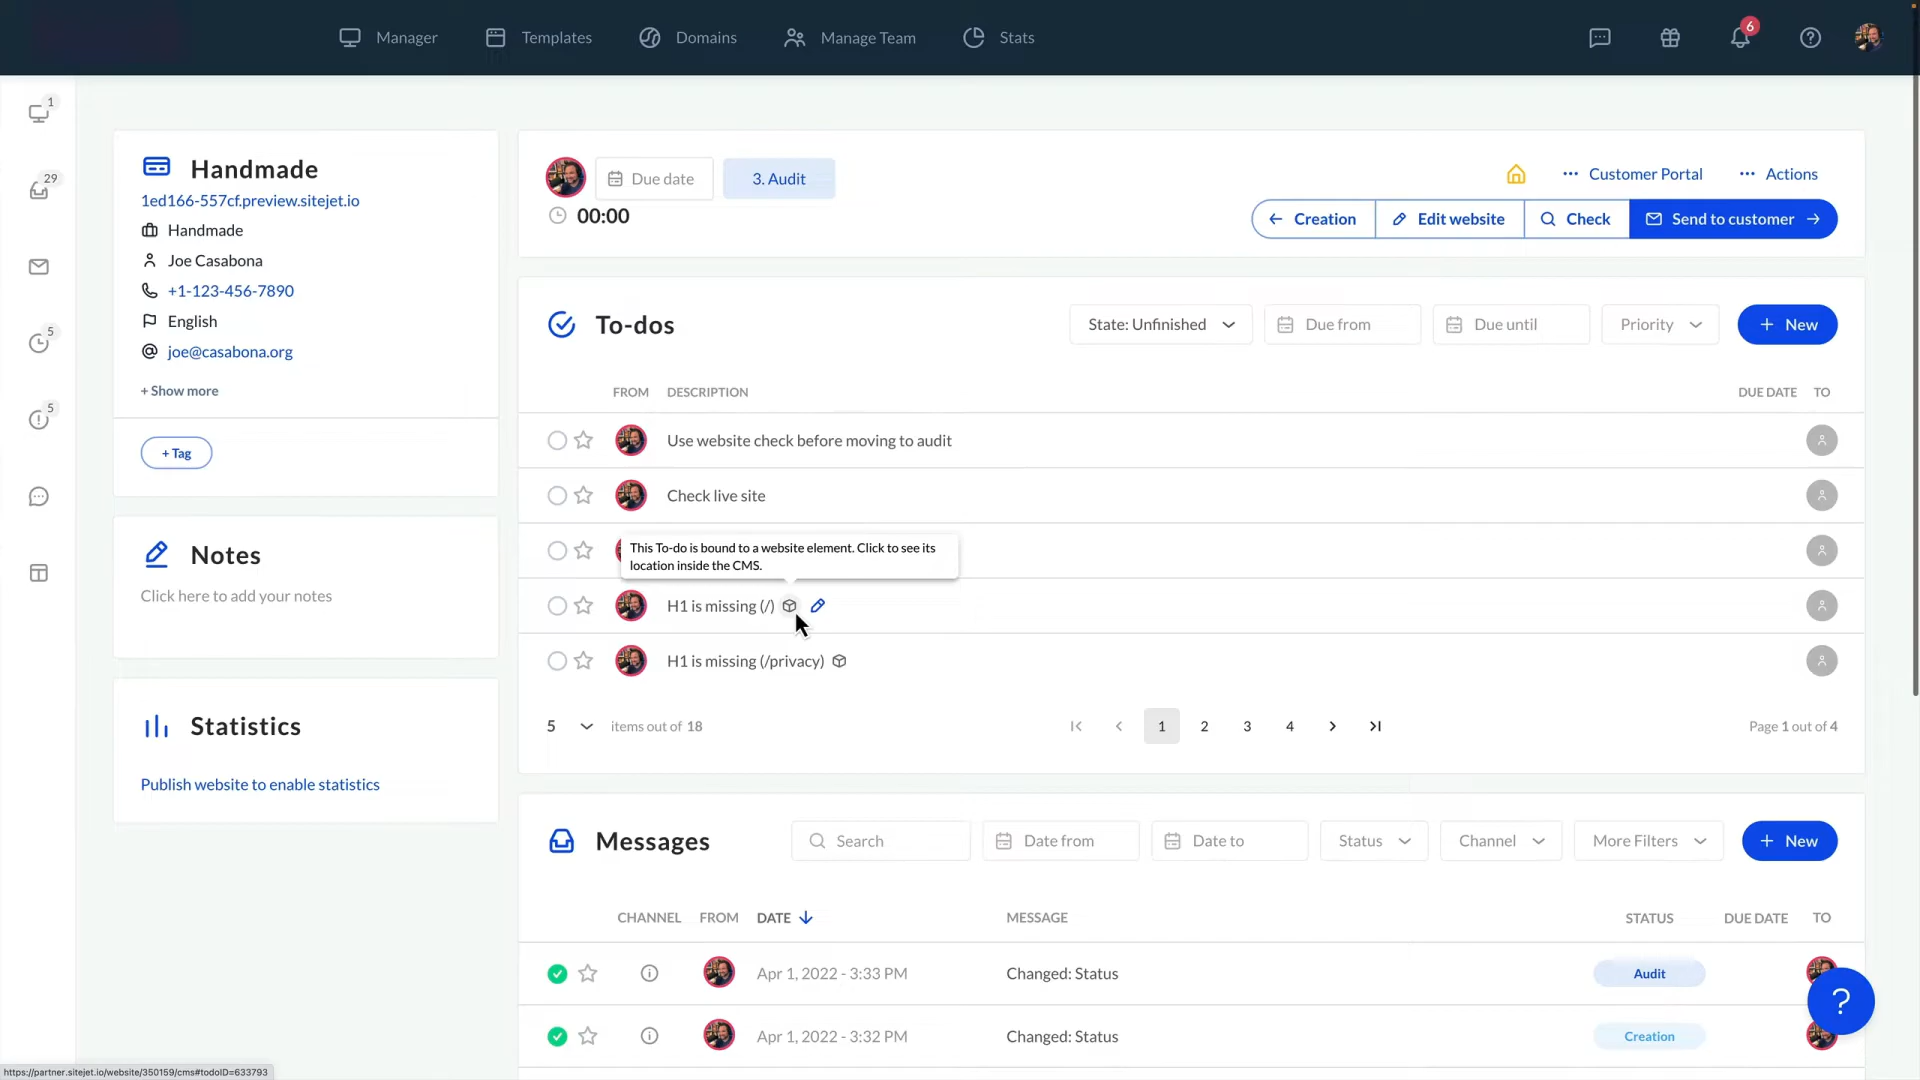 Manager
Templates
Domains
Manage Team
Stats
6
1
29
5
5
Handmade
1ed166-557cf.preview.sitejet.io
Handmade
Joe Casabona
+1-123-456-7890
English
joe@casabona.org
+ Show more
+ Tag
Notes
Click here to add your notes
Statistics
Publish website to enable statistics
Due date
3. Audit
00:00
Customer Portal
Actions
Creation
Edit website
Check
Send to customer
To-dos
State: Unfinished
Due from
Due until
Priority
New
FROM DESCRIPTION DUE DATE TO
Use website check before moving to audit
Check live site
This To-do is bound to a website element. Click to see its
location inside the CMS.
H1 is missing (/)
H1 is missing (/privacy)
5 items out of 18
1 2 3 4
Page 1 out of 4
Messages
Search
Date from
Date to
Status
Channel
More Filters
New
CHANNEL FROM DATE MESSAGE STATUS DUE DATE TO
Apr 1, 2022 - 3:33 PM Changed: Status Audit
Apr 1, 2022 - 3:32 PM Changed: Status Creation
?
https://partner.sitejet.io/website/350159/cms#todoID=633793